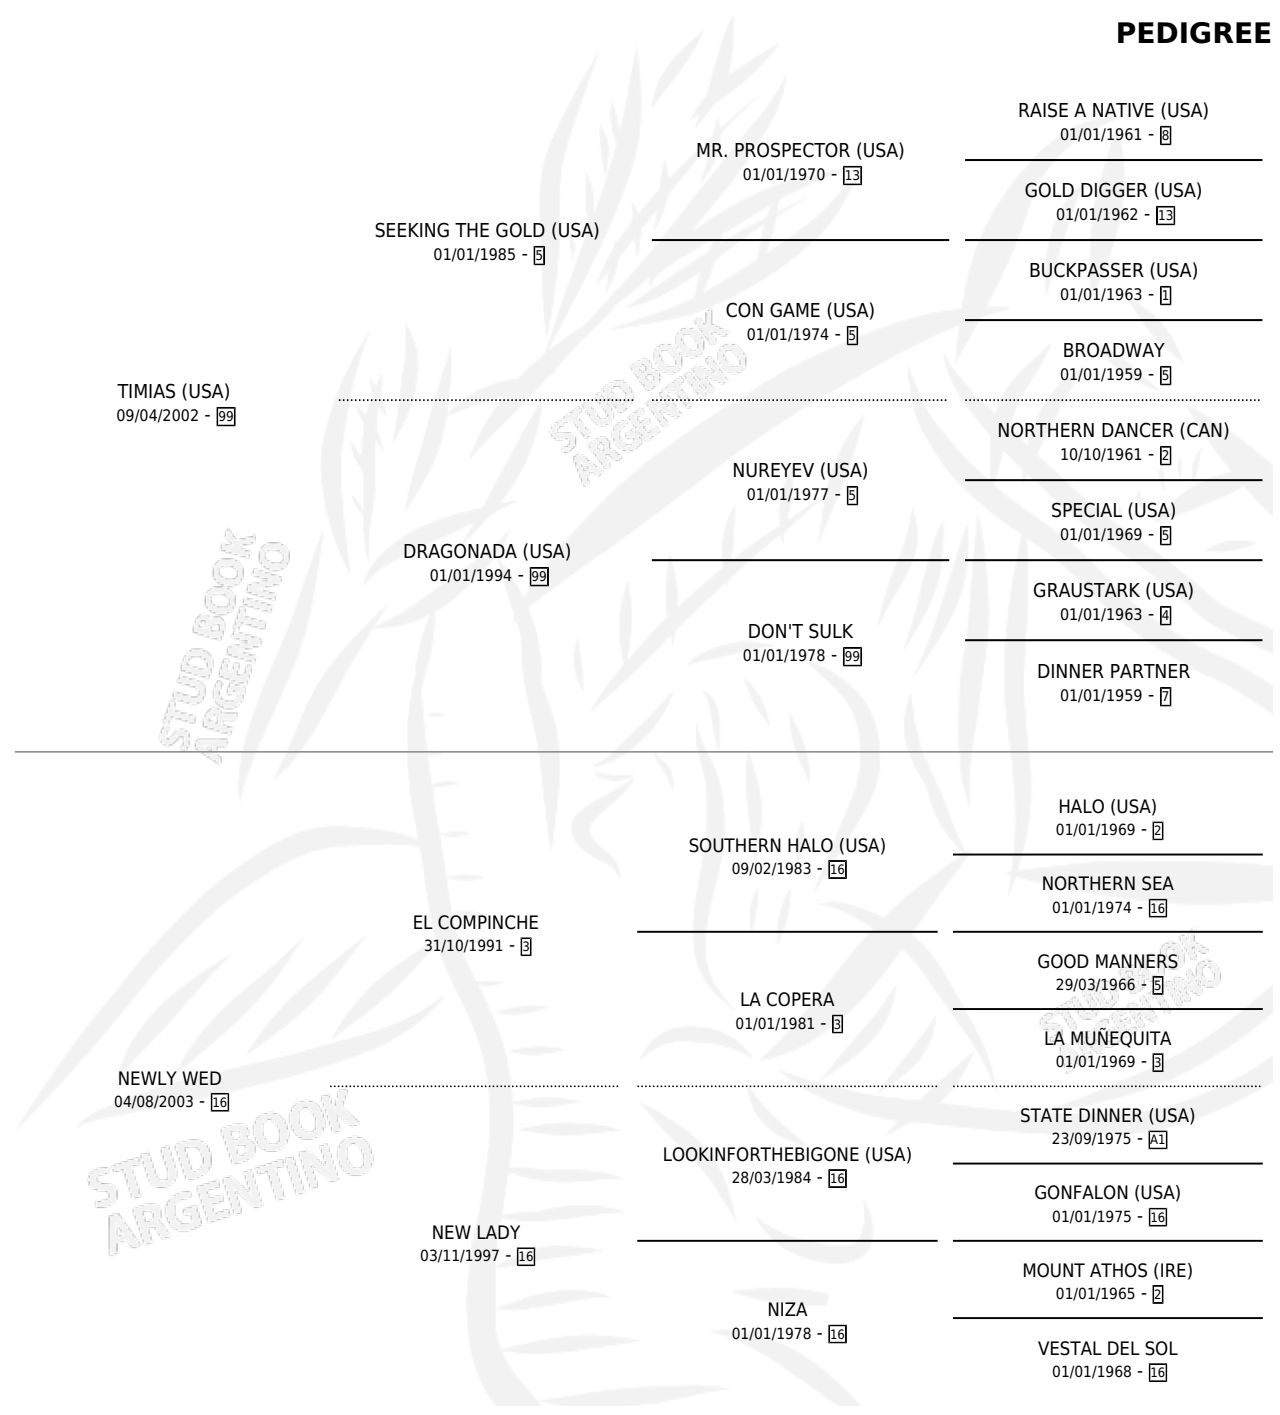 PEDIGREE
RAISE A NATIVE (USA)
01/01/1961 - 8
MR. PROSPECTOR (USA)
01/01/1970 - 13
GOLD DIGGER (USA)
01/01/1962 - 13
SEEKING THE GOLD (USA)
01/01/1985 - 5
BUCKPASSER (USA)
01/01/1963 - 1
CON GAME (USA)
01/01/1974 - 5
BROADWAY
01/01/1959 - 5
TIMIAS (USA)
09/04/2002 - 99
NORTHERN DANCER (CAN)
10/10/1961 - 2
NUREYEV (USA)
01/01/1977 - 5
SPECIAL (USA)
01/01/1969 - 5
DRAGONADA (USA)
01/01/1994 - 99
GRAUSTARK (USA)
01/01/1963 - 4
DON'T SULK
01/01/1978 - 99
DINNER PARTNER
01/01/1959 - 7
HALO (USA)
01/01/1969 - 2
SOUTHERN HALO (USA)
09/02/1983 - 16
NORTHERN SEA
01/01/1974 - 16
EL COMPINCHE
31/10/1991 - 3
GOOD MANNERS
29/03/1966 - 5
LA COPERA
01/01/1981 - 3
LA MUÑEQUITA
01/01/1969 - 3
NEWLY WED
04/08/2003 - 16
STATE DINNER (USA)
23/09/1975 - A1
LOOKINFORTHEBIGONE (USA)
28/03/1984 - 16
GONFALON (USA)
01/01/1975 - 16
NEW LADY
03/11/1997 - 16
MOUNT ATHOS (IRE)
01/01/1965 - 2
NIZA
01/01/1978 - 16
VESTAL DEL SOL
01/01/1968 - 16
STUD BOOK
ARGENTINO
STUD BOOK
ARGENTINO
STUD BOOK
ARGENTINO
STUD BOOK
ARGENTINO